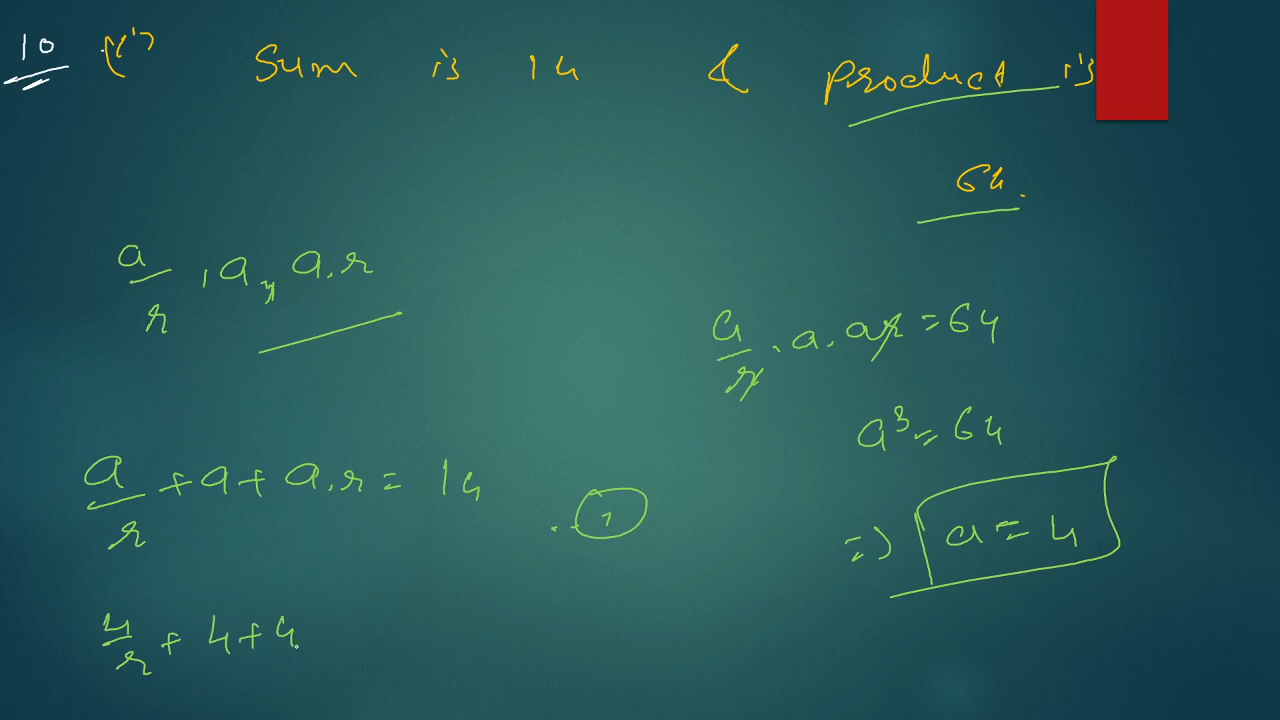 10 (i) Sum is 14 & product is
64.
a/r , a, a.r
a/r . a . ar = 64
a³ = 64
a/r + a + a.r = 14 ...①
=> a = 4
4/r + 4 + 4.